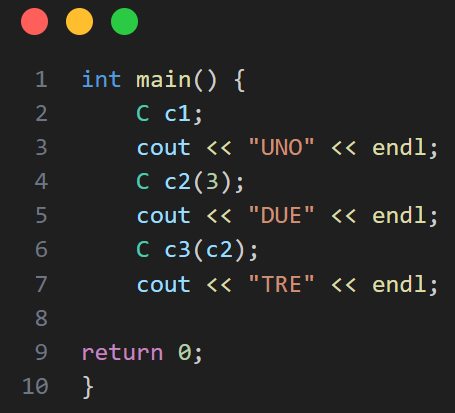 1 int main() {
2 C c1;
3 cout << "UNO" << endl;
4 C c2(3);
5 cout << "DUE" << endl;
6 C c3(c2);
7 cout << "TRE" << endl;
8
9 return 0;
10 }